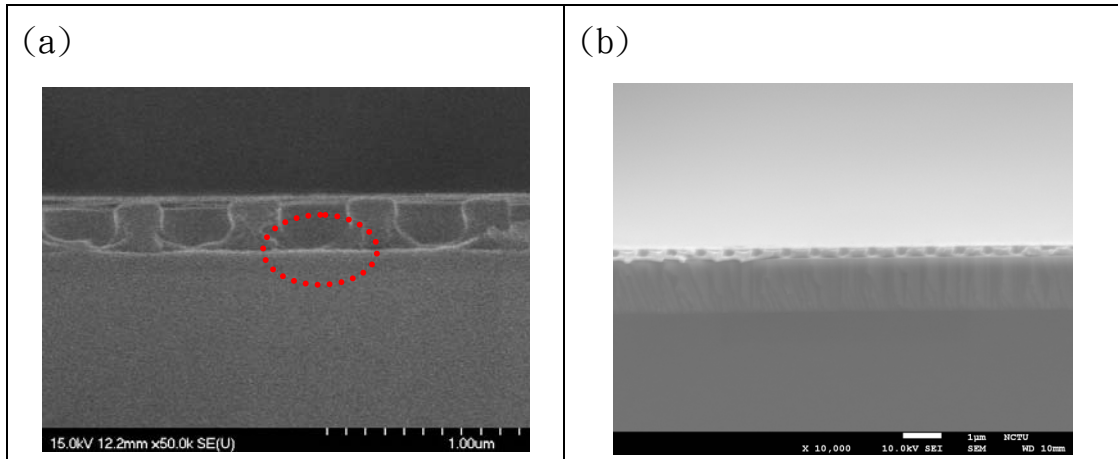 (a)
(b)
15.0kV 12.2mm x50.0k SE(U)
1.00um
1μm NCTU
X 10,000 10.0kV SEI SEM WD 10mm